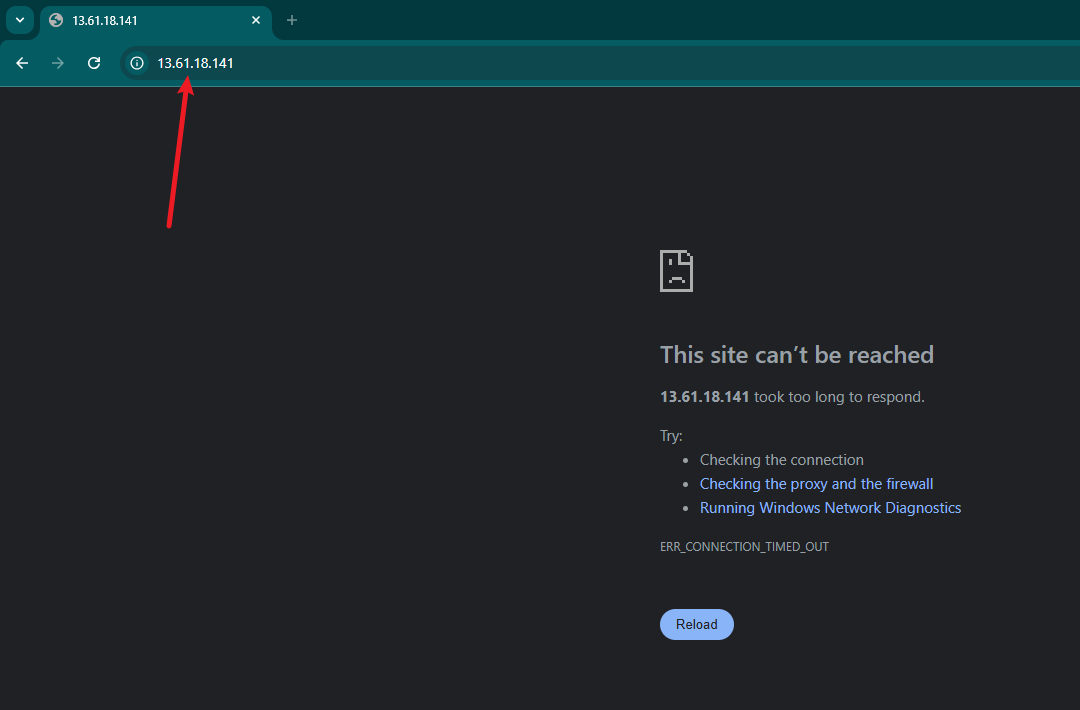 13.61.18.141
13.61.18.141
This site can’t be reached
13.61.18.141 took too long to respond.
Try:
Checking the connection
Checking the proxy and the firewall
Running Windows Network Diagnostics
ERR_CONNECTION_TIMED_OUT
Reload